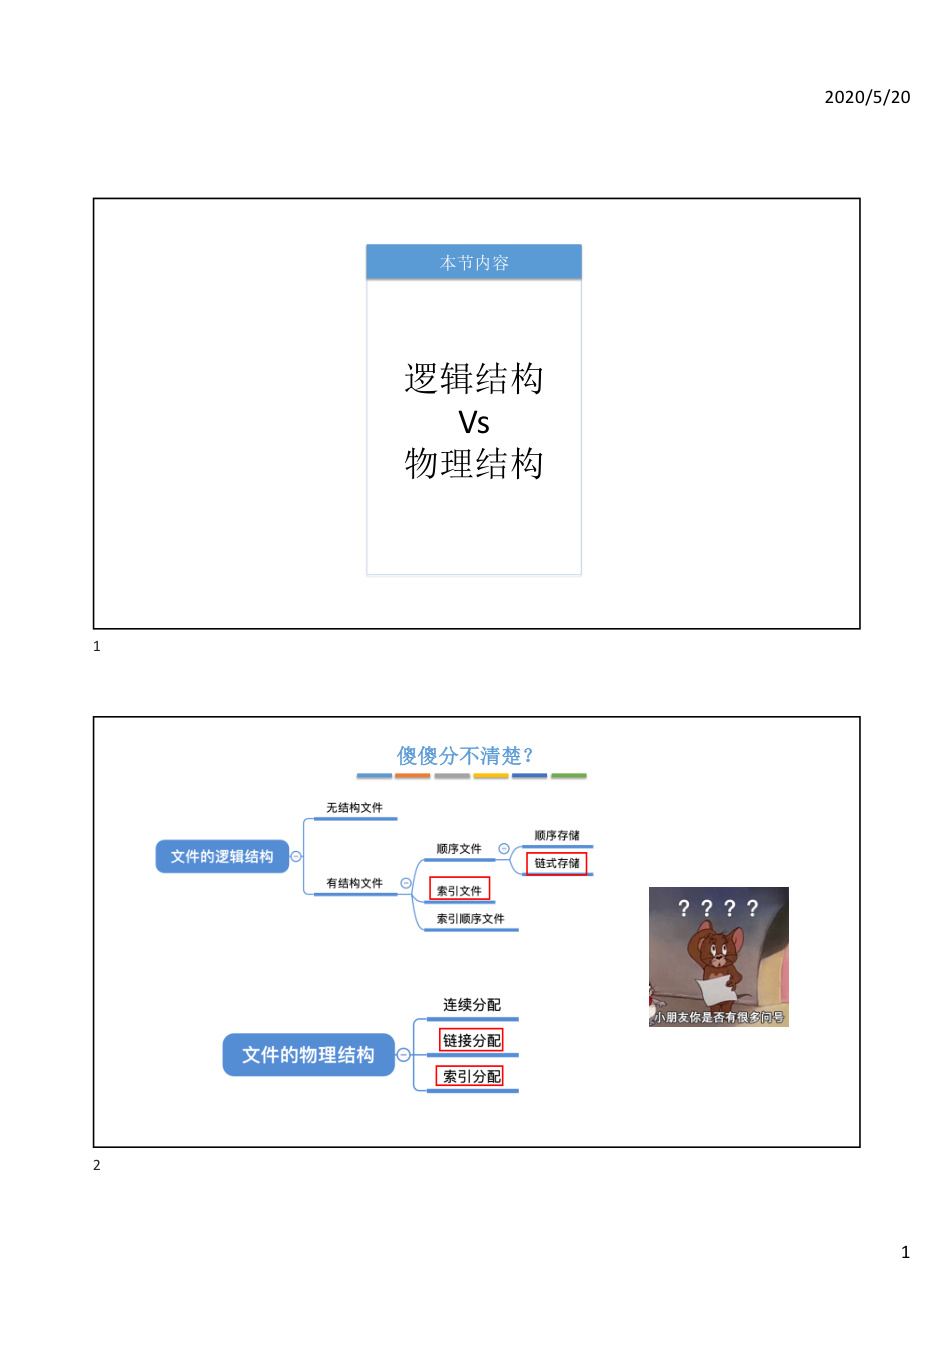 2020/5/20
本节内容
逻辑结构
Vs
物理结构
1
傻傻分不清楚？
无结构文件
文件的逻辑结构
有结构文件
顺序文件
顺序存储
链式存储
索引文件
索引顺序文件
？？？？
小朋友你是否有很多问号
连续分配
文件的物理结构
链接分配
索引分配
2
1